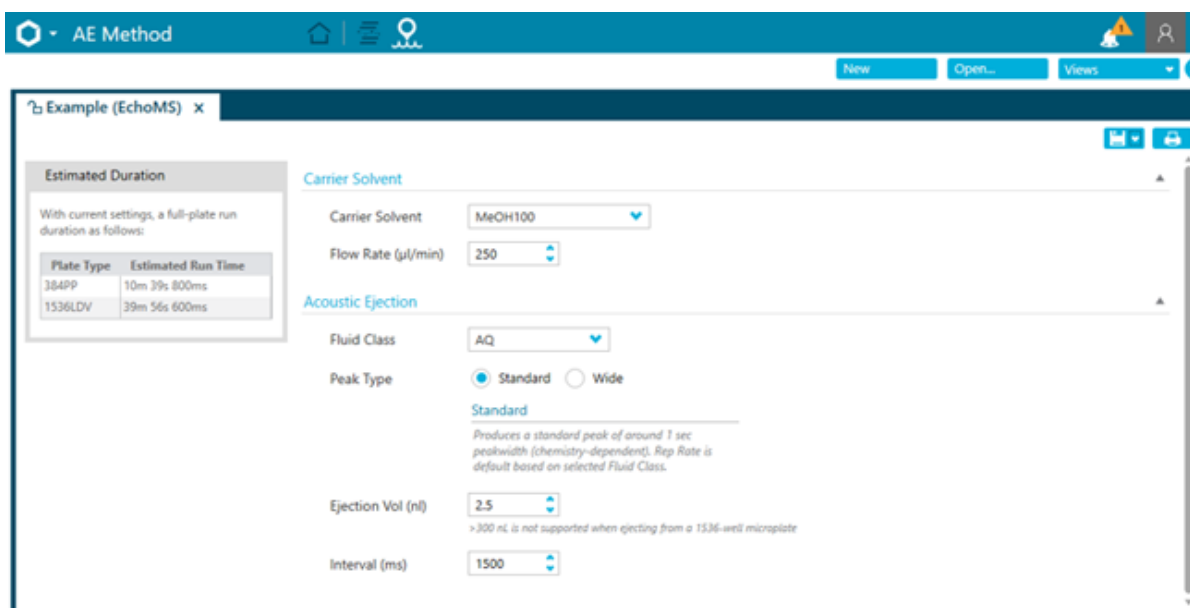 AE Method
1
New
Open...
Views
Example (EchoMS) x
Estimated Duration
With current settings, a full-plate run
duration as follows:
Plate Type Estimated Run Time
384PP 10m 39s 800ms
1536LDV 39m 56s 600ms
Carrier Solvent
Carrier Solvent MeOH100
Flow Rate (µl/min) 250
Acoustic Ejection
Fluid Class AQ
Peak Type Standard Wide
Standard
Produces a standard peak of around 1 sec
peakwidth (chemistry-dependent). Rep Rate is
default based on selected Fluid Class.
Ejection Vol (nl) 2.5
>300 nL is not supported when ejecting from a 1536-well microplate
Interval (ms) 1500